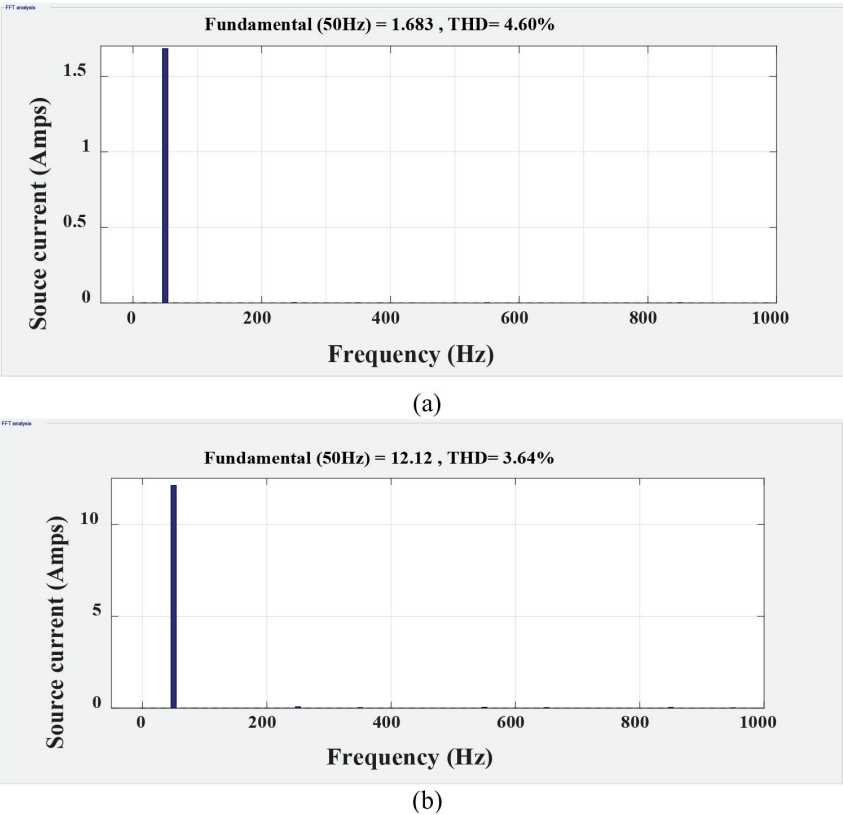 FFT analysis
Fundamental (50Hz) = 1.683 , THD= 4.60%
Souce current (Amps)
1.5
1
0.5
0
0 200 400 600 800 1000
Frequency (Hz)
(a)
FFT analysis
Fundamental (50Hz) = 12.12 , THD= 3.64%
Source current (Amps)
10
5
0
0 200 400 600 800 1000
Frequency (Hz)
(b)